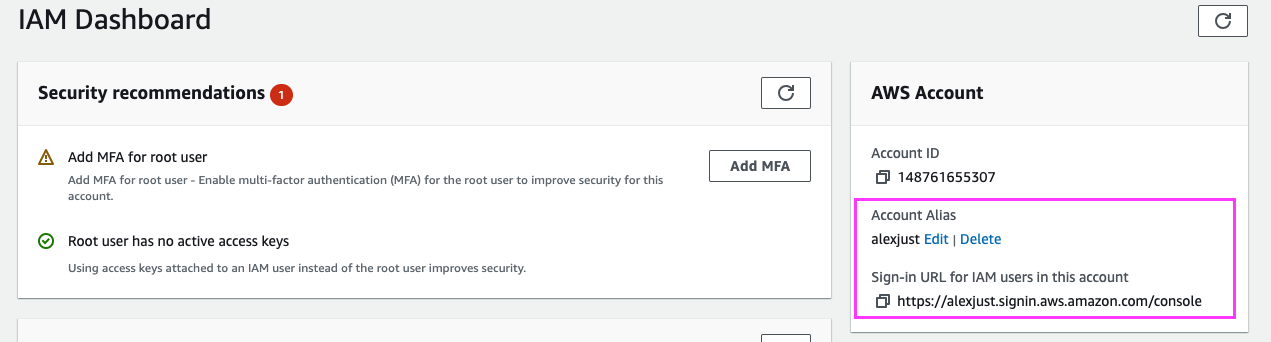 IAM Dashboard
Security recommendations 1
Add MFA for root user
Add MFA
Add MFA for root user - Enable multi-factor authentication (MFA) for the root user to improve security for this
account.
Root user has no active access keys
Using access keys attached to an IAM user instead of the root user improves security.
AWS Account
Account ID
148761655307
Account Alias
alexjust Edit | Delete
Sign-in URL for IAM users in this account
https://alexjust.signin.aws.amazon.com/console